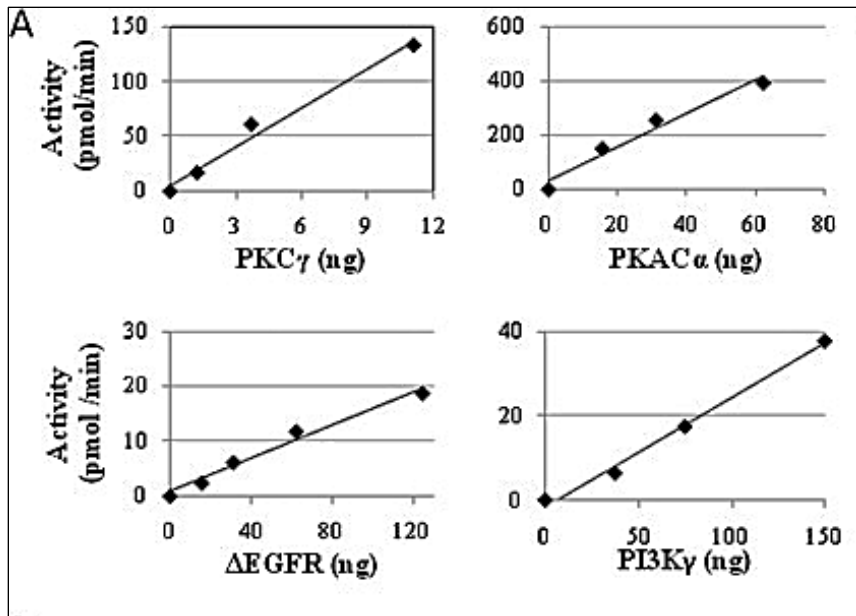 A
Activity
(pmol/min)
150
100
50
0
0 3 6 9 12
PKCγ (ng)
600
400
200
0
0 20 40 60 80
PKACα (ng)
Activity
(pmol /min)
30
20
10
0
0 40 80 120
ΔEGFR (ng)
40
20
0
0 50 100 150
PI3Kγ (ng)